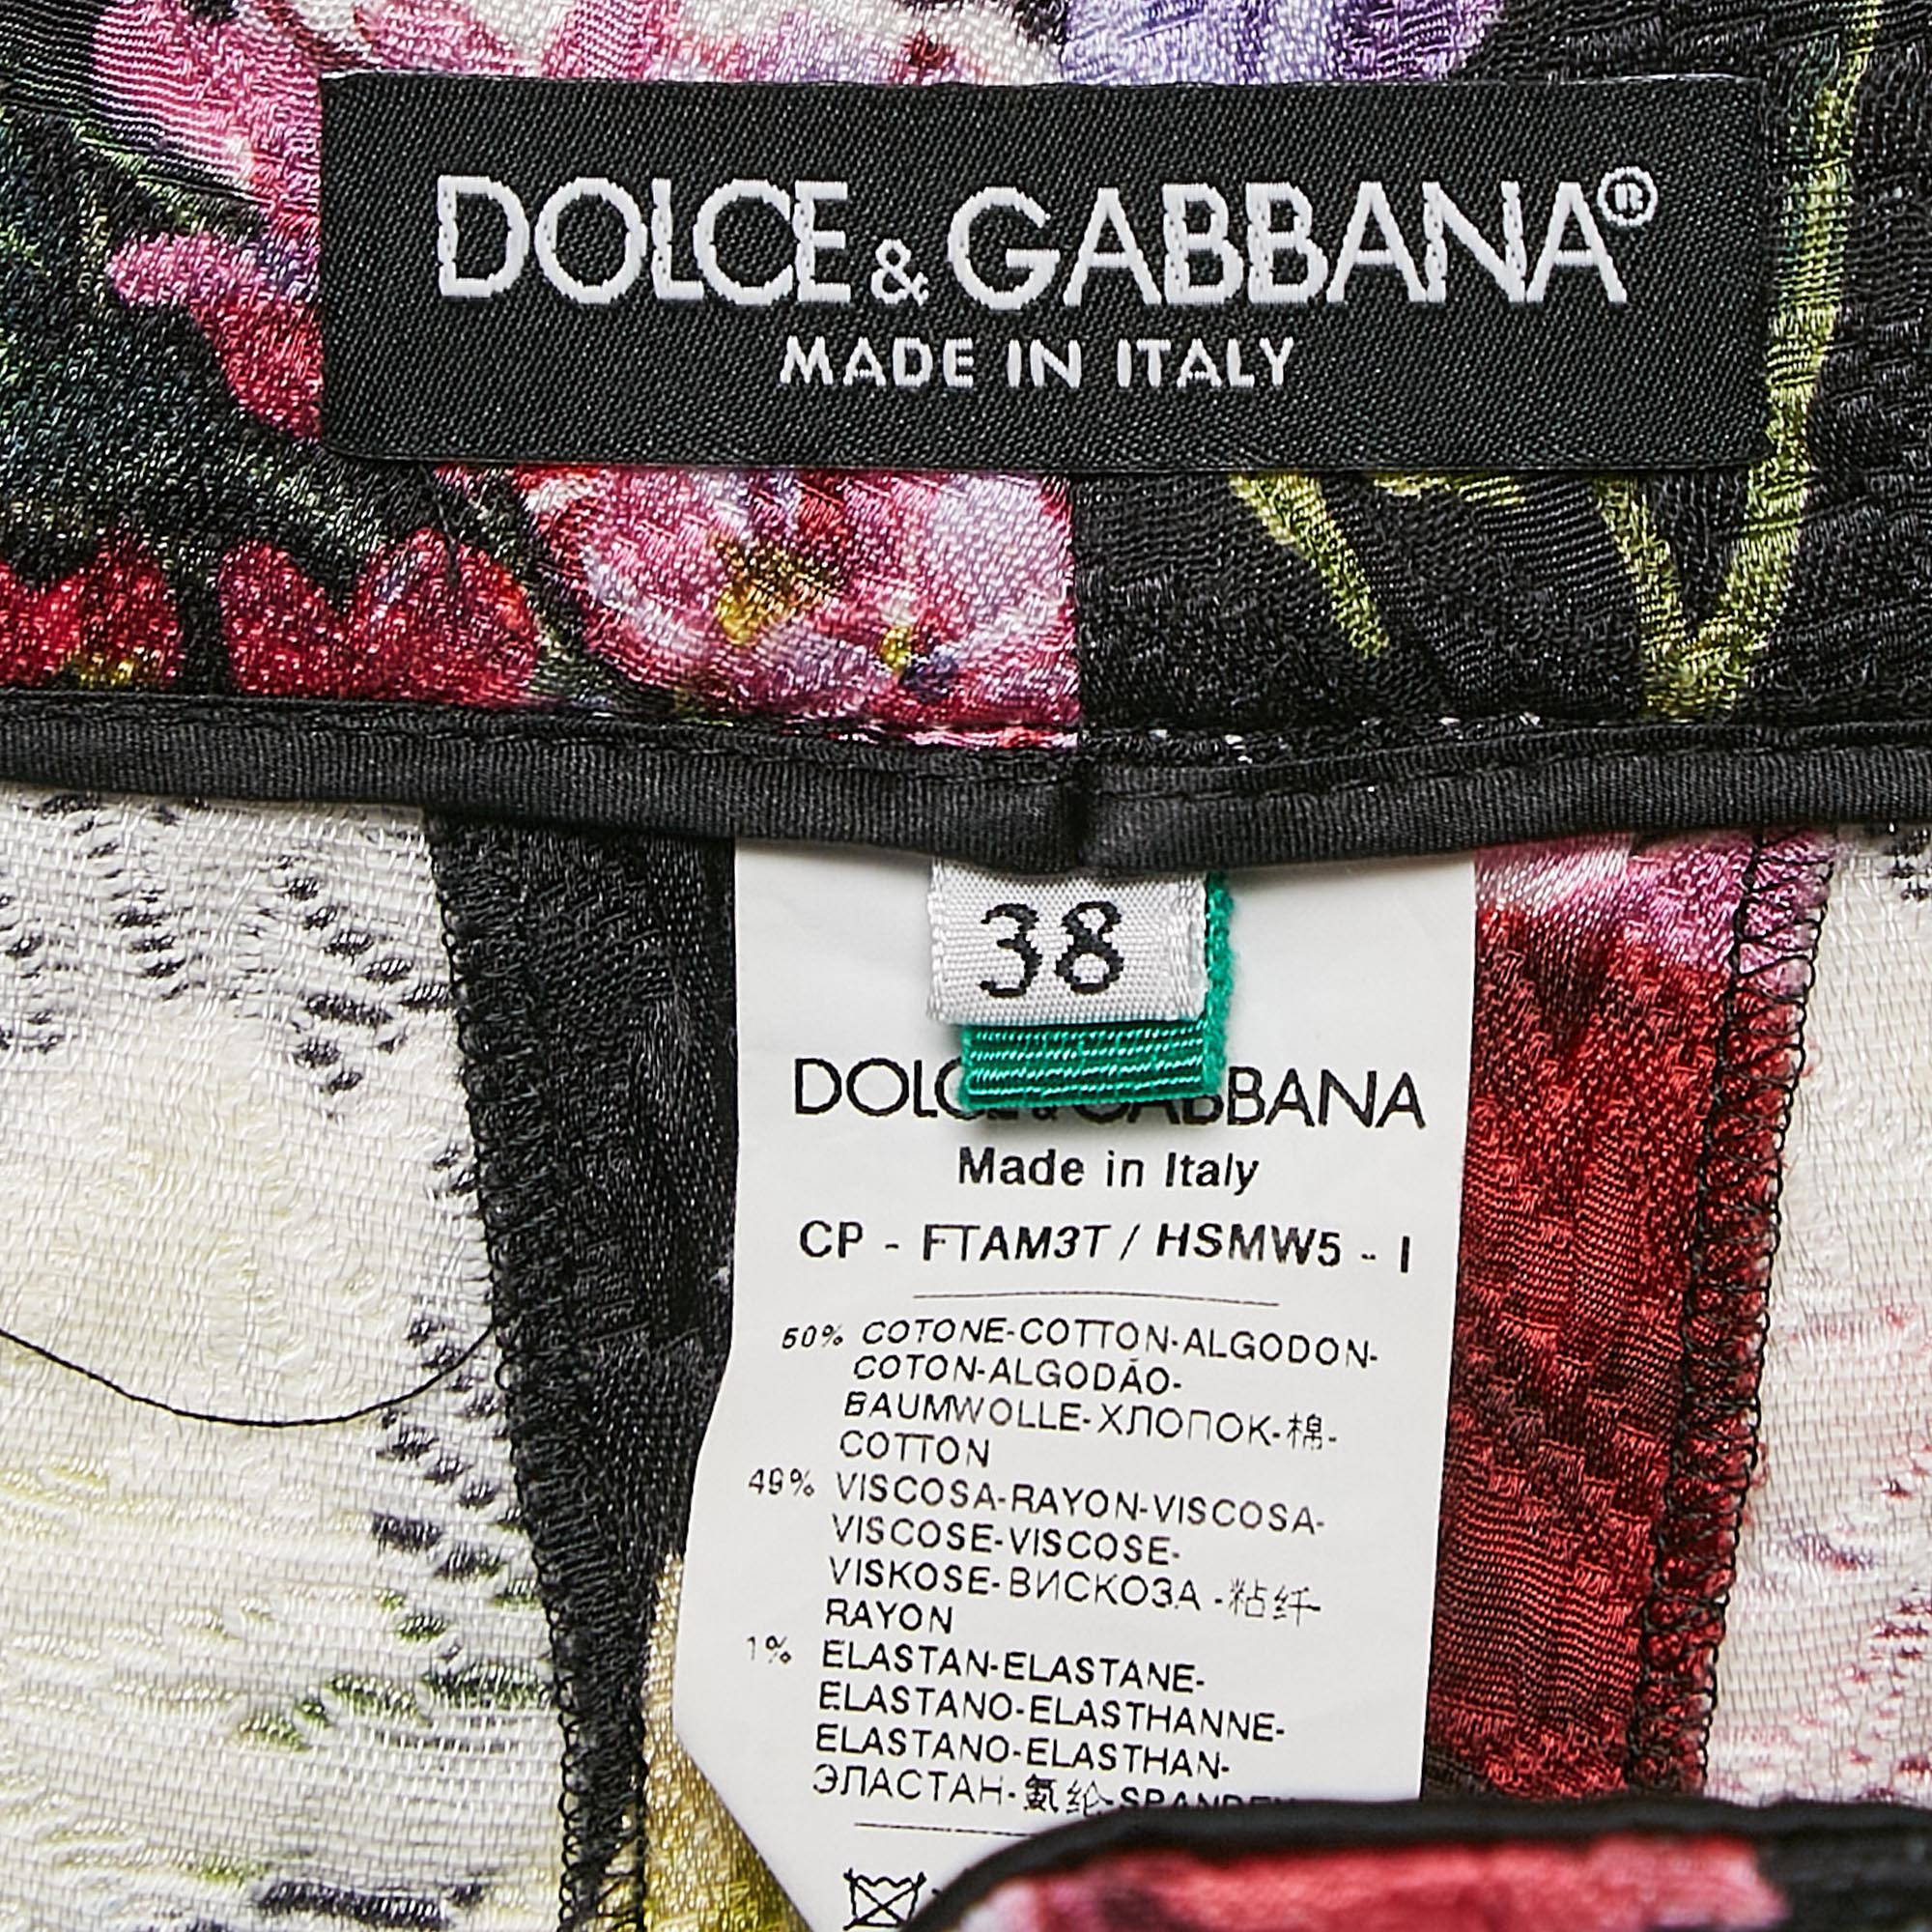 DOLCE & GABBANA®
MADE IN ITALY
38
DOLCE & GABBANA
Made in Italy
CP - FTAM3T / HSMW5 - I
50% COTONE-COTTON-ALGODON-
COTON-ALGODÃO-
BAUMWOLLE-ХЛОПОК-棉-
COTTON
49% VISCOSA-RAYON-VISCOSA-
VISCOSE-VISCOSE-
VISKOSE-ВИСКОЗА -粘纤-
RAYON
1% ELASTAN-ELASTANE-
ELASTANO-ELASTHANNE-
ELASTANO-ELASTHAN-
ЭЛАСТАН-氨纶-SPANDEX